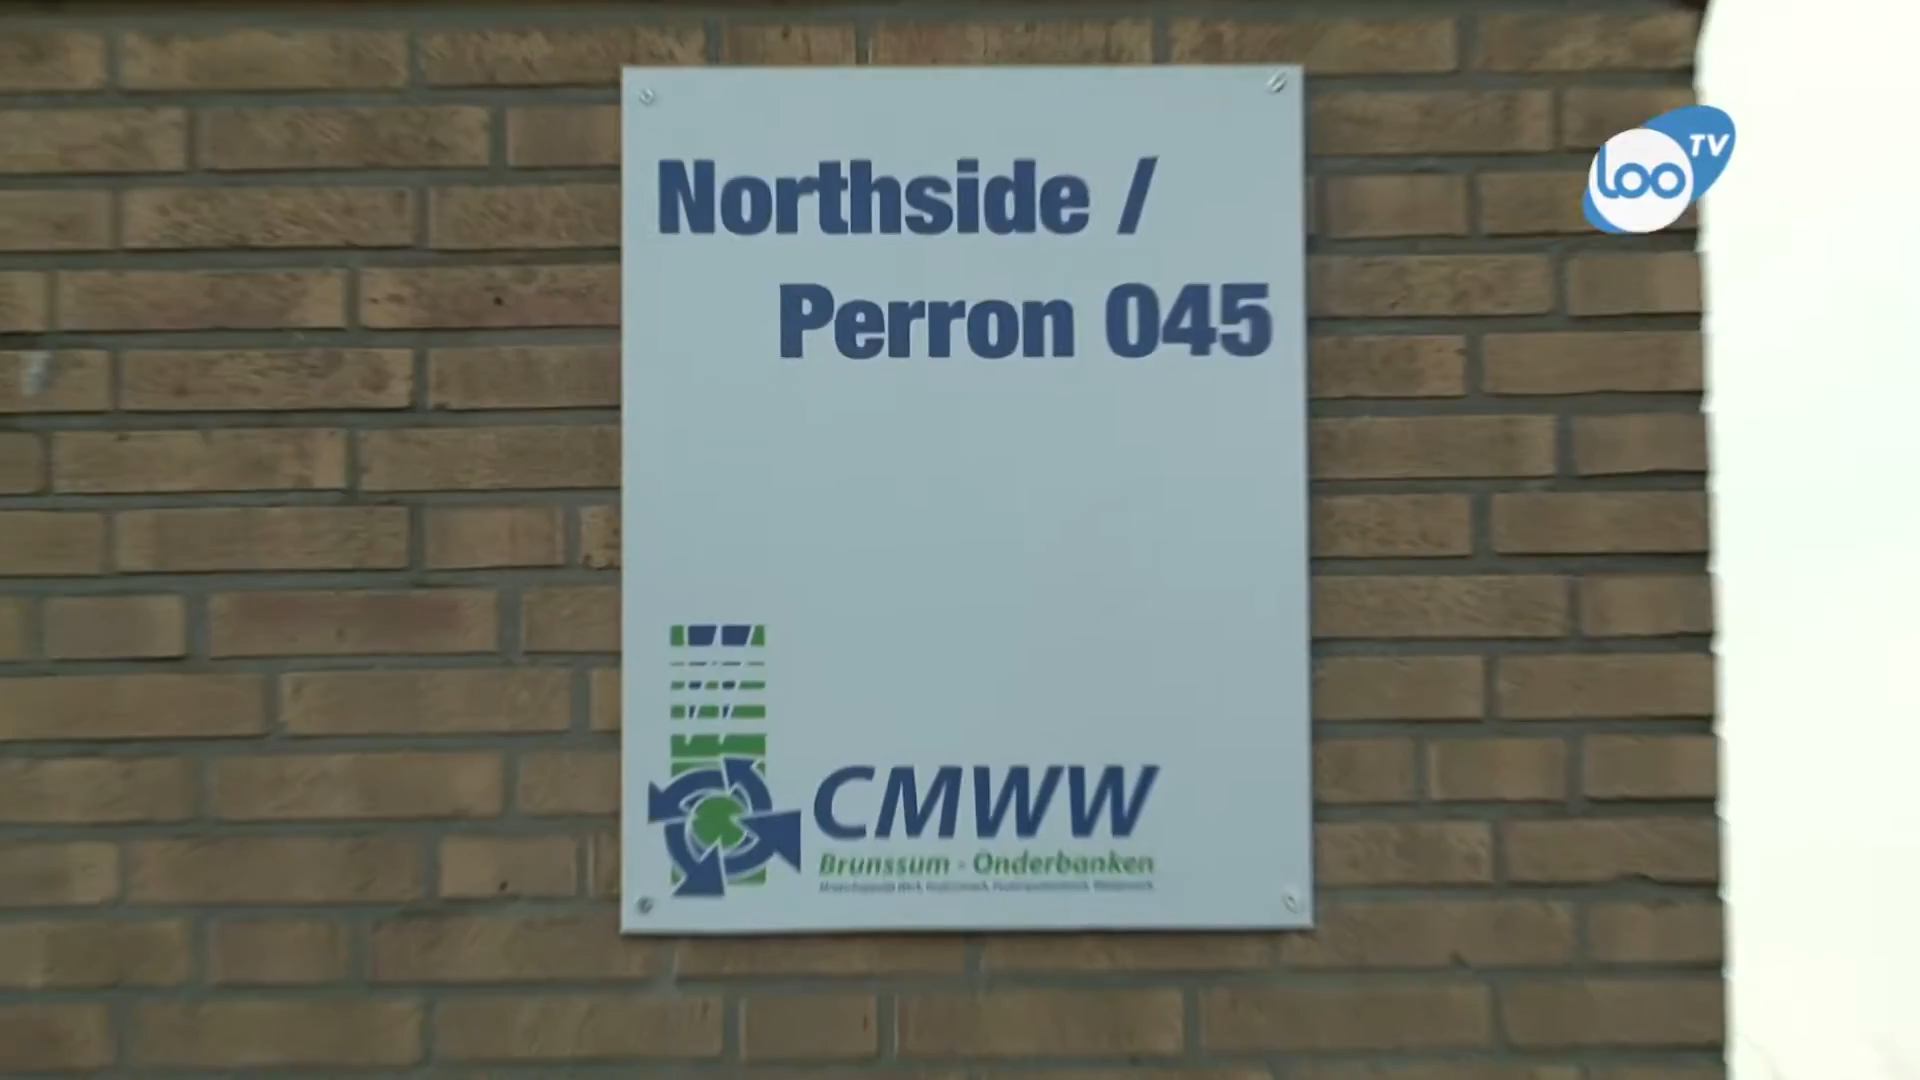 Northside /
Perron 045
CMWW
Brunssum - Onderbanken
loo TV